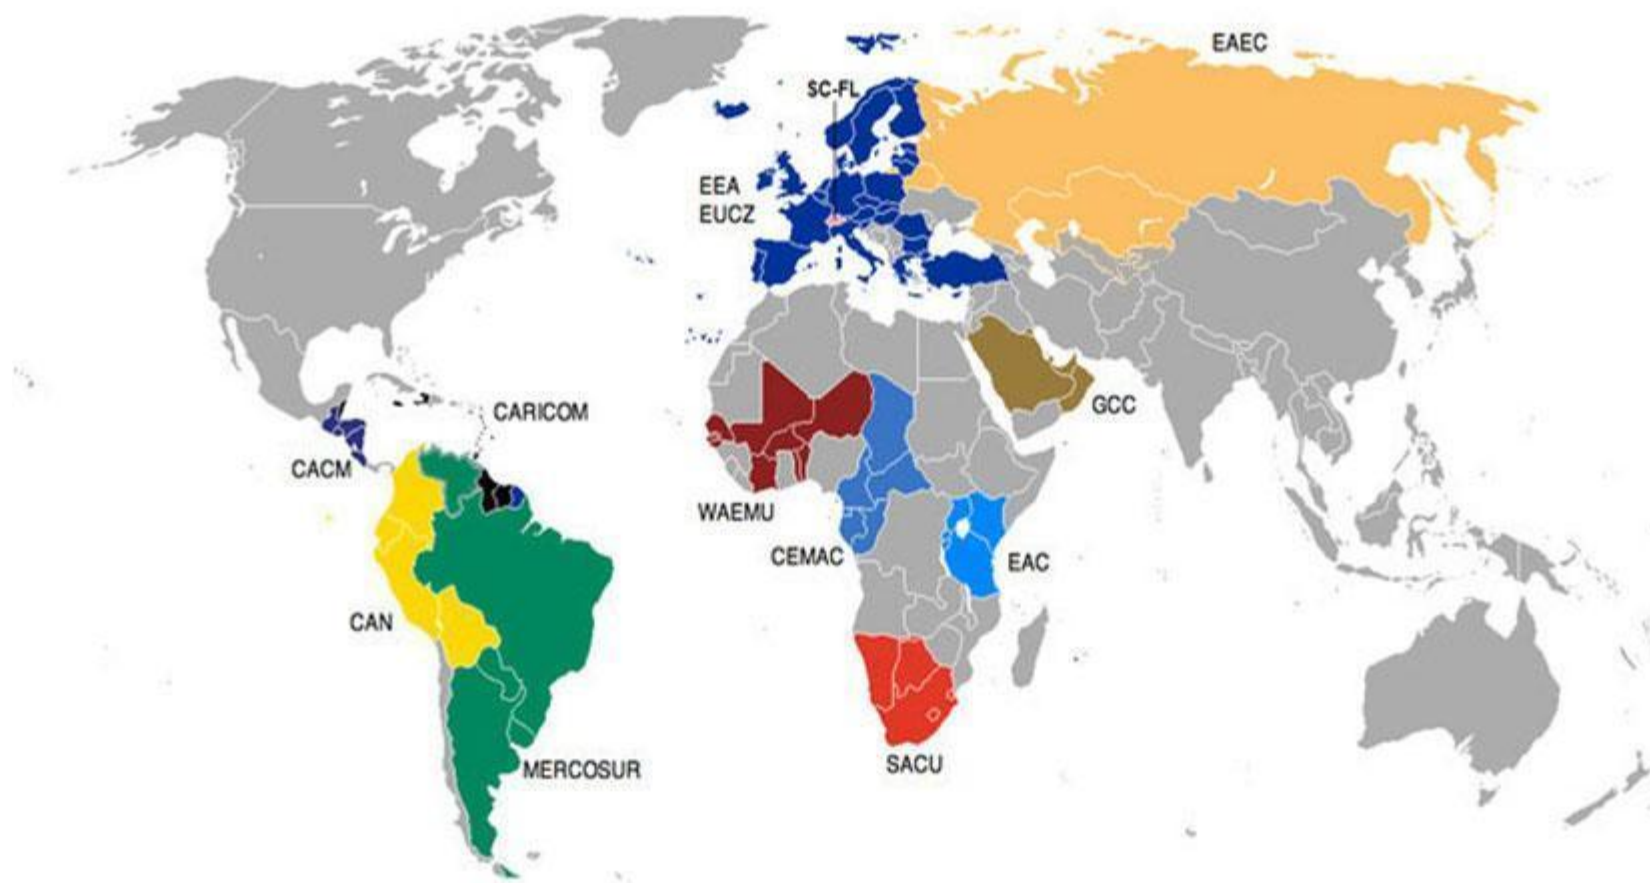 EAEC
SC-FL
EEA
EUCZ
GCC
CARICOM
CACM
WAEMU
CEMAC
EAC
CAN
SACU
MERCOSUR